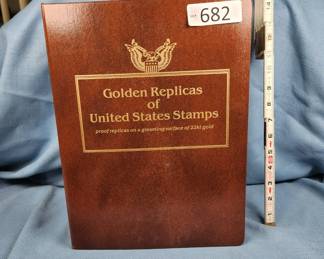 682
Golden Replicas
of
United States Stamps
proof replicas on a gleaming surface of 22kt gold